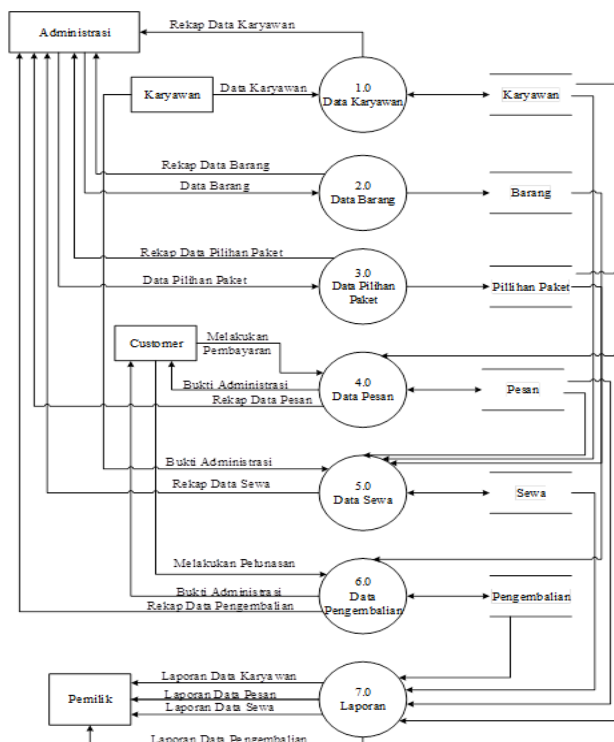 Rekap Data Karyawan
Administrasi
1.0
Data Karyawan
Karyawan
Data Karyawan
Karyawan
Rekap Data Barang
Data Barang
2.0
Data Barang
Barang
Rekap Data Pilihan Paket
Data Pilihan Paket
3.0
Data Pilihan
Paket
Pillihan Paket
Customer
Melakukan
Pembayaran
Bukti Administrasi
Rekap Data Pesan
4.0
Data Pesan
Pesan
Bukti Administrasi
Rekap Data Sewa
5.0
Data Sewa
Sewa
Melakukan Pelunasan
Bukti Administrasi
Rekap Data Pengembalian
6.0
Data
Pengembalian
Pengembalian
Laporan Data Karyawan
Laporan Data Pesan
Laporan Data Sewa
Pemilik
7.0
Laporan
Laporan Data Pengembalian